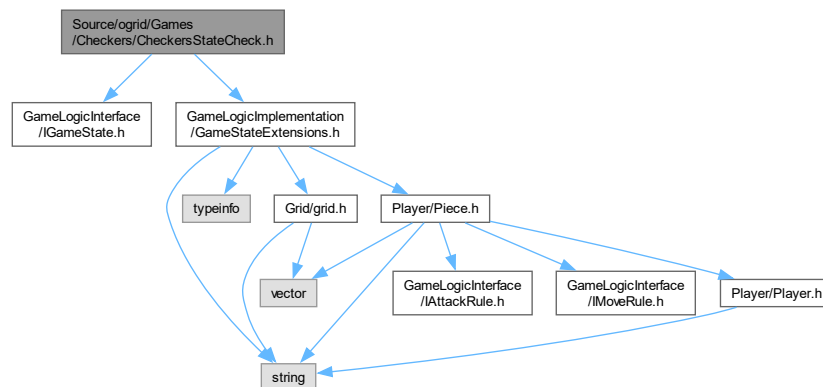 Source/ogrid/Games
/Checkers/CheckersStateCheck.h
GameLogicInterface
/IGameState.h
GameLogicImplementation
/GameStateExtensions.h
typeinfo
Grid/grid.h
Player/Piece.h
vector
GameLogicInterface
/IAttackRule.h
GameLogicInterface
/IMoveRule.h
Player/Player.h
string